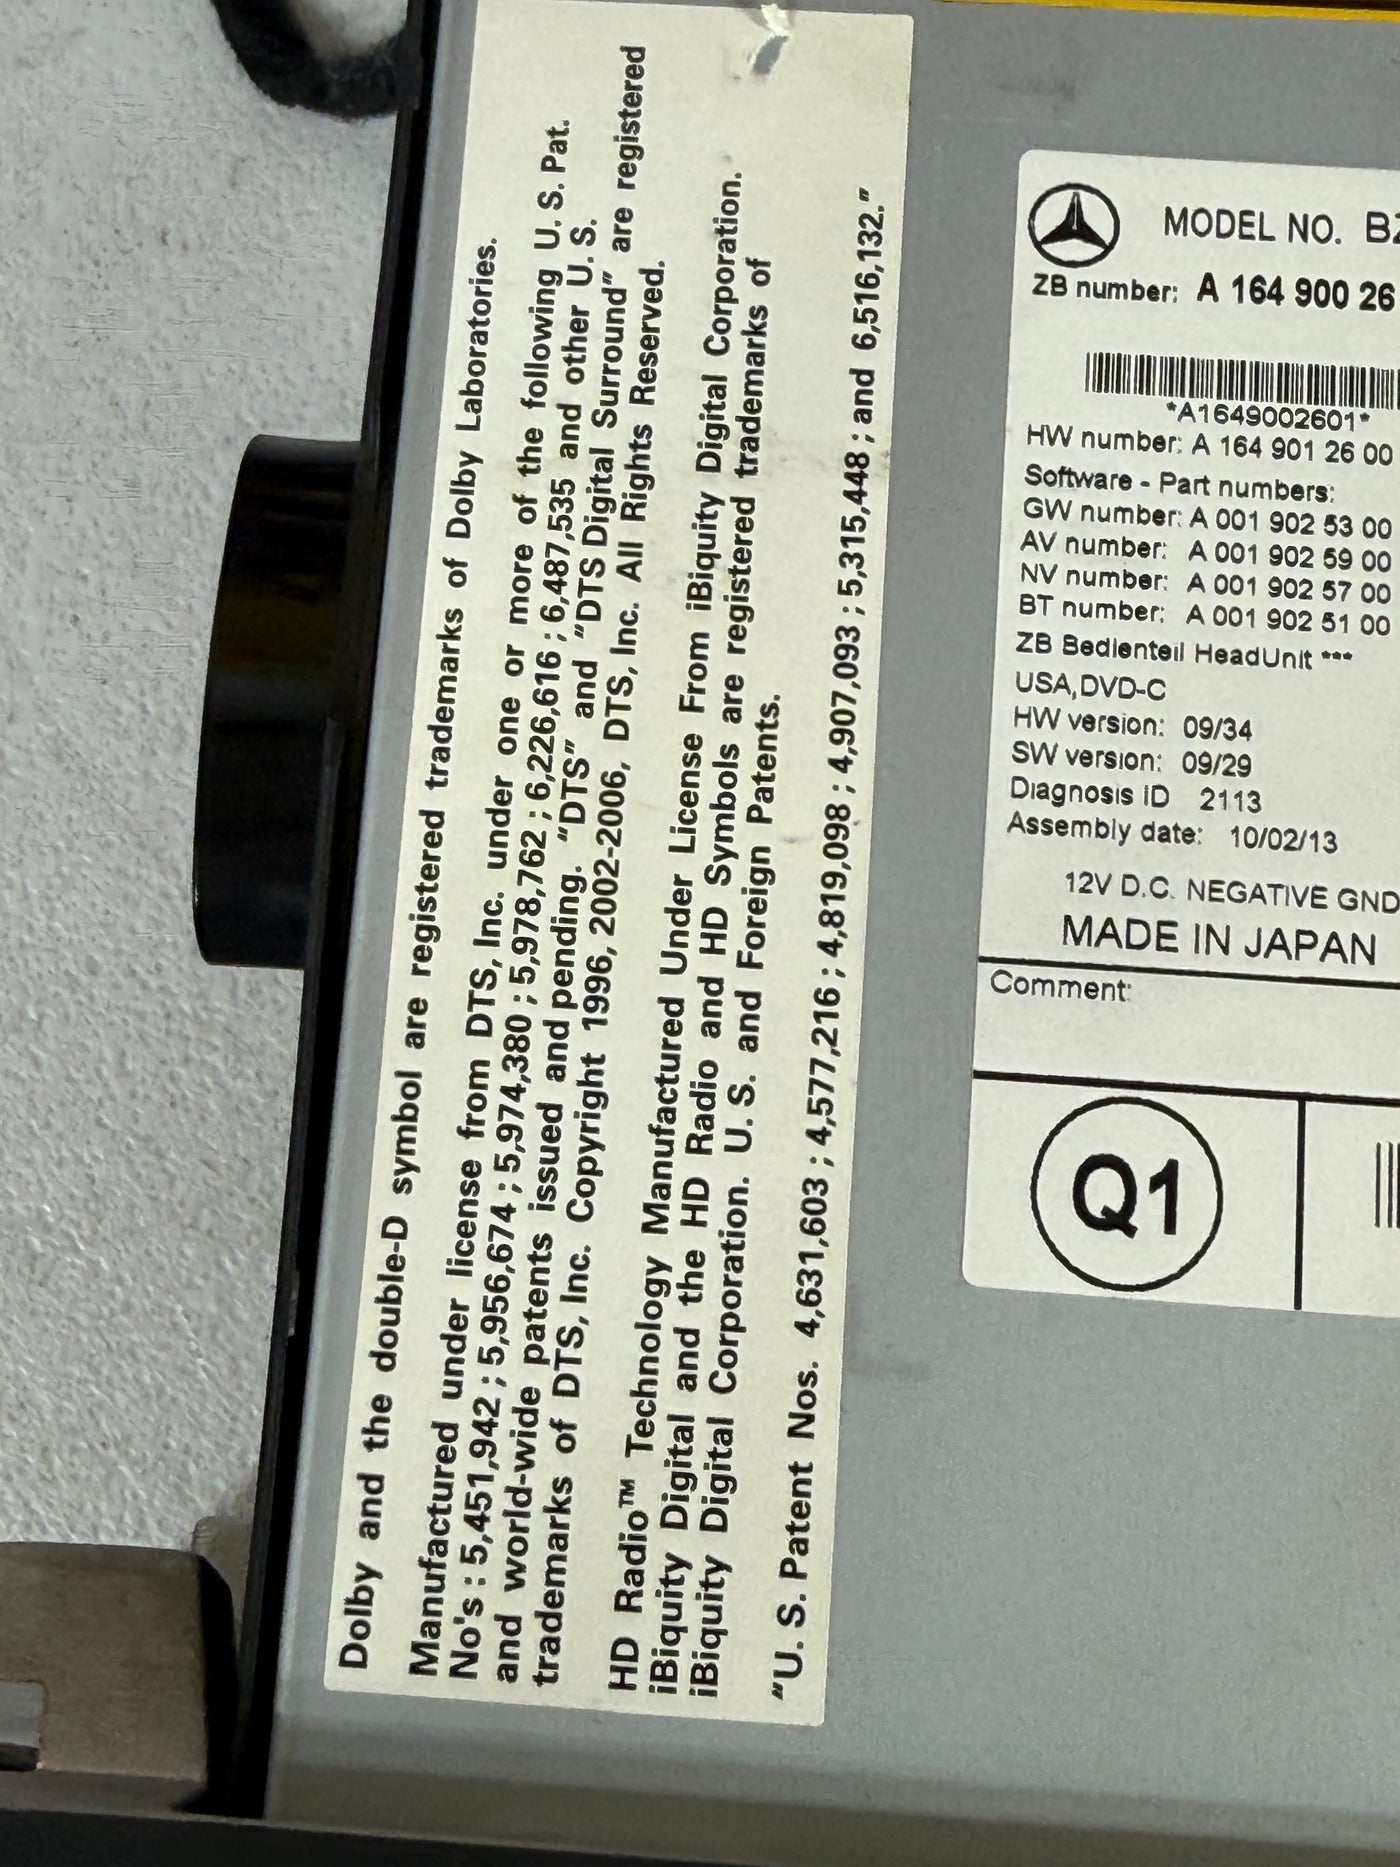 Dolby and the double-D symbol are registered trademarks of Dolby Laboratories.
Manufactured under license from DTS, Inc. under one or more of the following U. S. Pat.
No's : 5,451,942 ; 5,956,674 ; 5,974,380 ; 5,978,762 ; 6,226,616 ; 6,487,535 and other U. S.
and world-wide patents issued and pending. "DTS" and "DTS Digital Surround" are registered
trademarks of DTS, Inc. Copyright 1996, 2002-2006, DTS, Inc. All Rights Reserved.
HD Radio™ Technology Manufactured Under License From iBiquity Digital Corporation.
iBiquity Digital and the HD Radio and HD Symbols are registered trademarks of
iBiquity Digital Corporation. U. S. and Foreign Patents.
"U. S. Patent Nos. 4,631,603 ; 4,577,216 ; 4,819,098 ; 4,907,093 ; 5,315,448 ; and 6,516,132."
MODEL NO.
ZB number: A 164 900 26
*A1649002601*
HW number: A 164 901 26 00
Software - Part numbers:
GW number: A 001 902 53 00
AV number: A 001 902 59 00
NV number: A 001 902 57 00
BT number: A 001 902 51 00
ZB Bedienteil HeadUnit ***
USA,DVD-C
HW version: 09/34
SW version: 09/29
Diagnosis ID 2113
Assembly date: 10/02/13
12V D.C. NEGATIVE GND
MADE IN JAPAN
Comment:
Q1